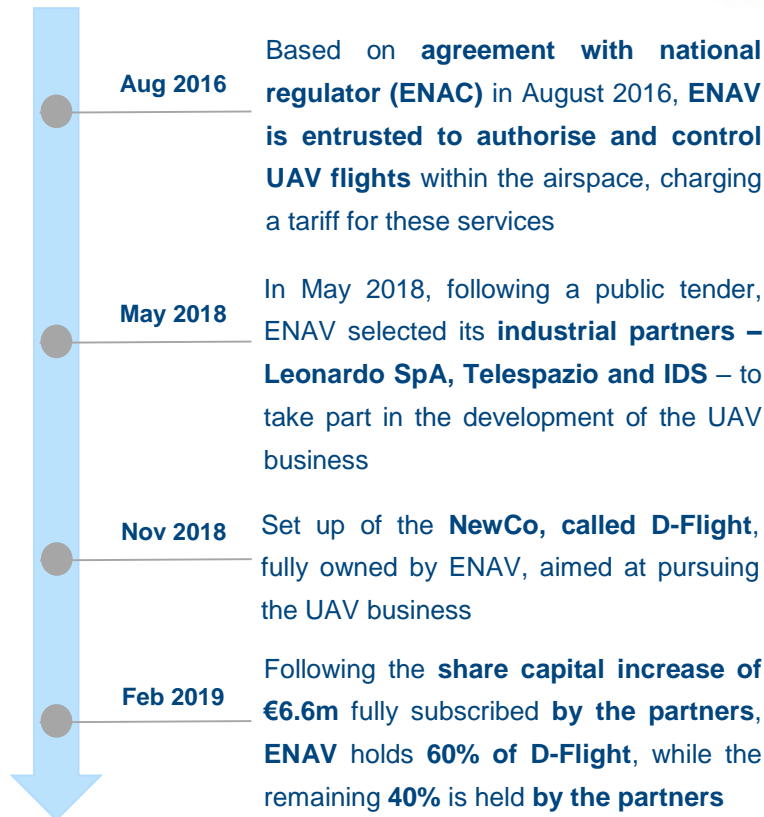 Aug 2016
Based on agreement with national
regulator (ENAC) in August 2016, ENAV
is entrusted to authorise and control
UAV flights within the airspace, charging
a tariff for these services
May 2018
In May 2018, following a public tender,
ENAV selected its industrial partners –
Leonardo SpA, Telespazio and IDS – to
take part in the development of the UAV
business
Nov 2018
Set up of the NewCo, called D-Flight,
fully owned by ENAV, aimed at pursuing
the UAV business
Feb 2019
Following the share capital increase of
€6.6m fully subscribed by the partners,
ENAV holds 60% of D-Flight, while the
remaining 40% is held by the partners